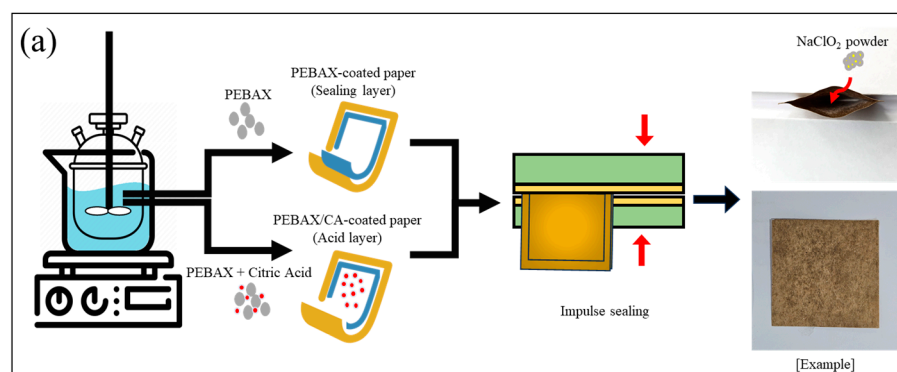 (a)
PEBAX
PEBAX-coated paper
(Sealing layer)
PEBAX/CA-coated paper
(Acid layer)
PEBAX + Citric Acid
Impulse sealing
NaClO₂ powder
[Example]